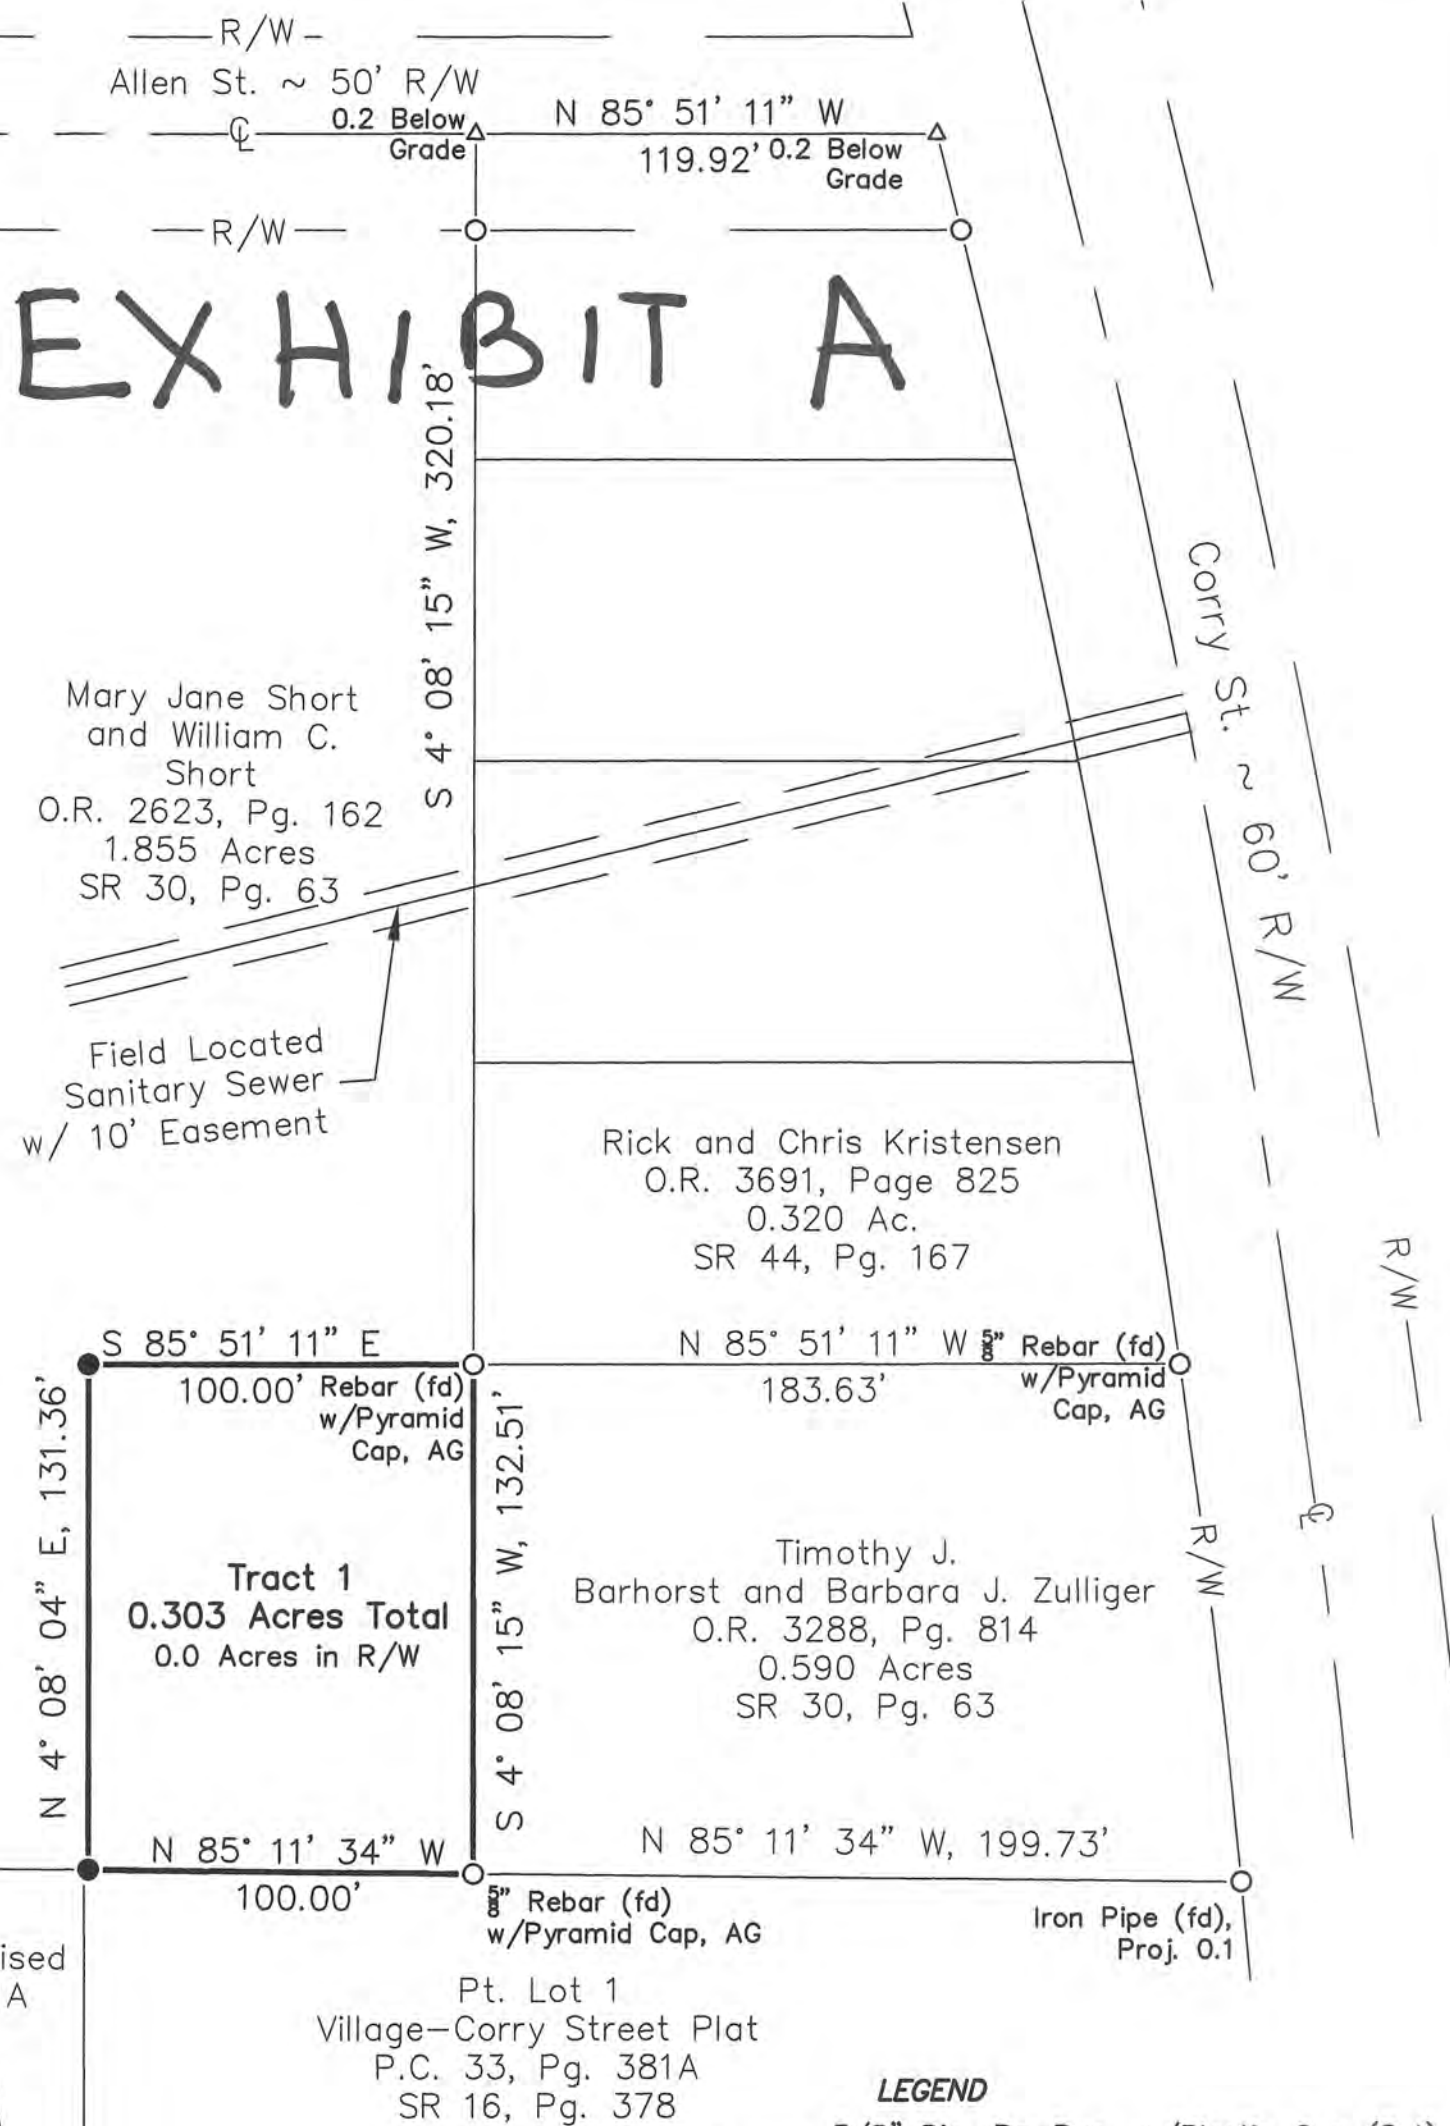 R/W
Allen St. ~ 50' R/W
0.2 Below
Grade
N 85° 51' 11" W
119.92'
0.2 Below
Grade
℄
R/W
EXHIBIT A
S 4° 08' 15" W, 320.18'
Corry St. ~ 60' R/W
Mary Jane Short
and William C.
Short
O.R. 2623, Pg. 162
1.855 Acres
SR 30, Pg. 63
Field Located
Sanitary Sewer
w/ 10' Easement
Rick and Chris Kristensen
O.R. 3691, Page 825
0.320 Ac.
SR 44, Pg. 167
R/W
S 85° 51' 11" E
100.00'
Rebar (fd)
w/Pyramid
Cap, AG
N 85° 51' 11" W
183.63'
5/8" Rebar (fd)
w/Pyramid
Cap, AG
N 4° 08' 04" E, 131.36'
Tract 1
0.303 Acres Total
0.0 Acres in R/W
S 4° 08' 15" W, 132.51'
Timothy J.
Barhorst and Barbara J. Zulliger
O.R. 3288, Pg. 814
0.590 Acres
SR 30, Pg. 63
R/W
℄
N 85° 11' 34" W
100.00'
N 85° 11' 34" W, 199.73'
5/8" Rebar (fd)
w/Pyramid Cap, AG
Iron Pipe (fd),
Proj. 0.1
ised
A
Pt. Lot 1
Village-Corry Street Plat
P.C. 33, Pg. 381A
SR 16, Pg. 378
LEGEND